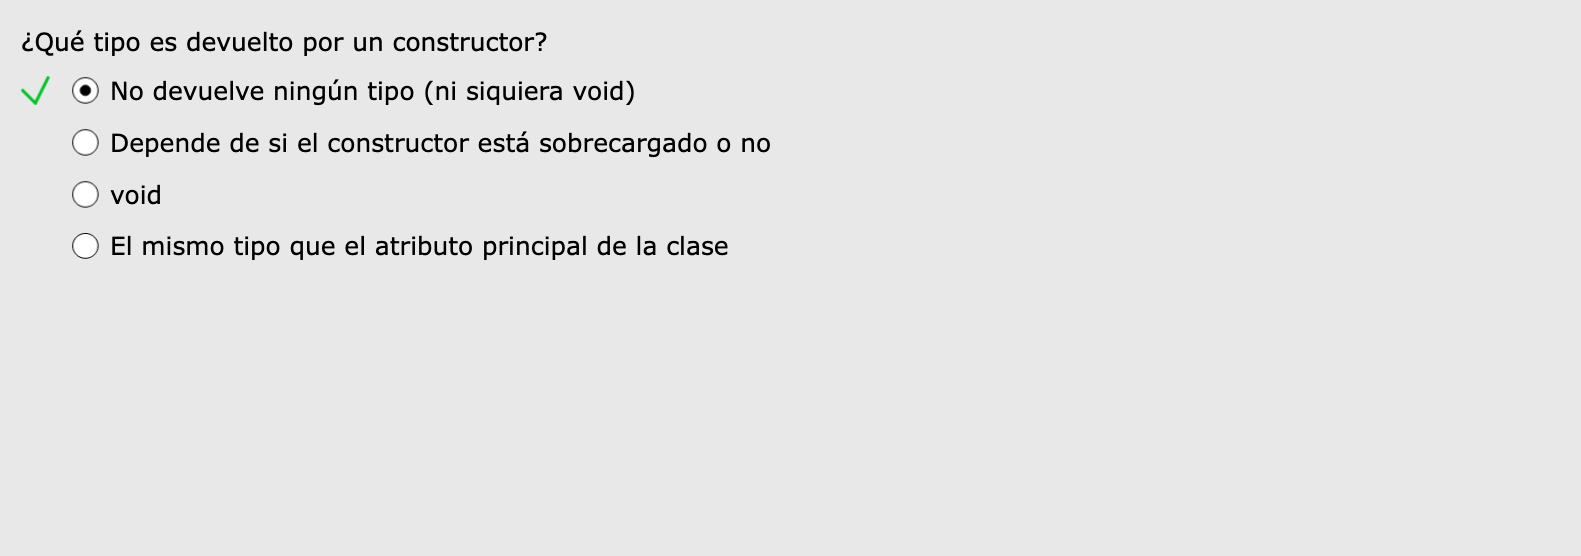 ¿Qué tipo es devuelto por un constructor?
No devuelve ningún tipo (ni siquiera void)
Depende de si el constructor está sobrecargado o no
void
El mismo tipo que el atributo principal de la clase